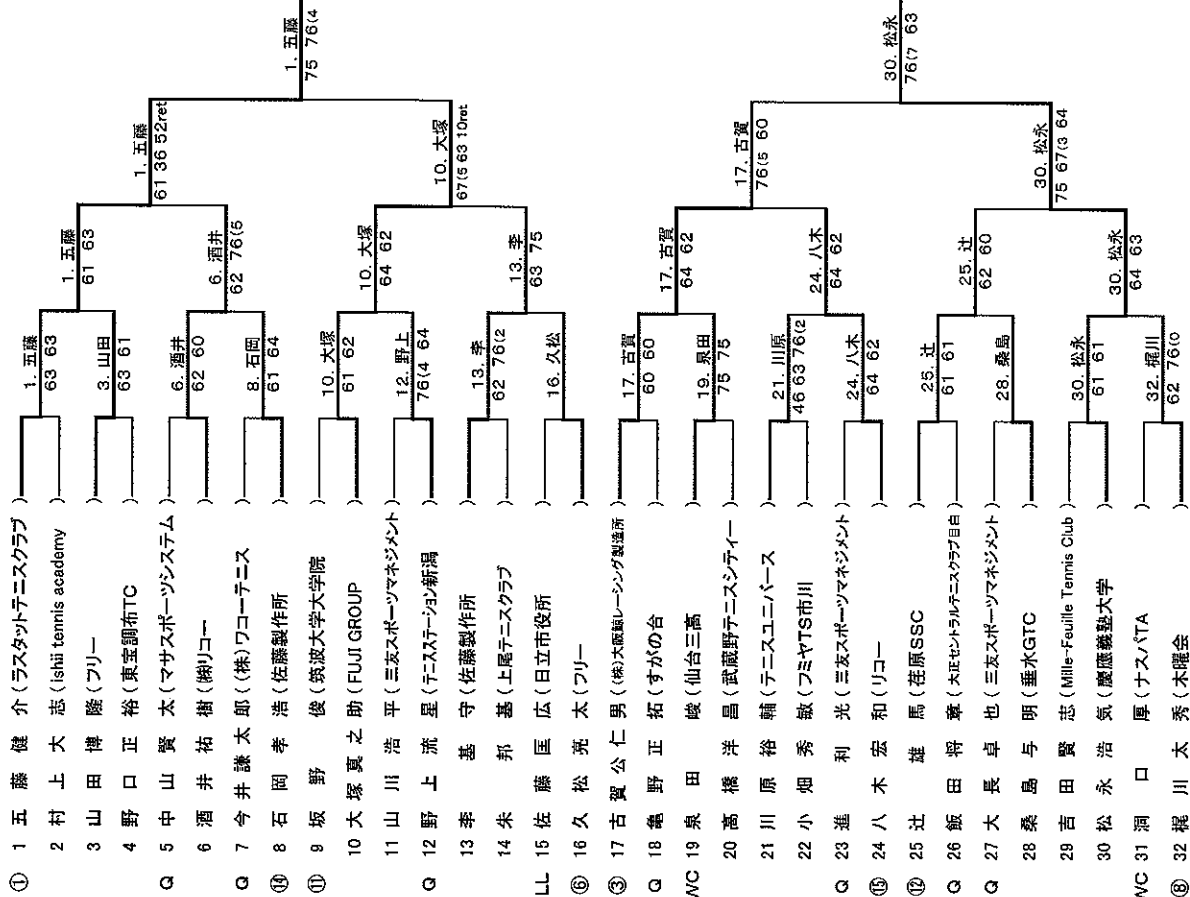 ① 1 五藤健介(ラスタットテニスクラブ)
2 村上大志(Ishii tennis academy)
3 山田博隆(フリー)
4 野口正裕(東宝調布TC)
Q 5 中山賢太(マサスポーツシステム)
6 酒井祐樹(㈱リコー)
Q 7 今井謙太郎((株)ワコーテニス)
⑭ 8 石岡孝浩(佐藤製作所)
⑪ 9 坂野俊(筑波大学大学院)
10 大塚真之助(FUJI GROUP)
11 山川浩平(三友スポーツマネジメント)
Q 12 野上流星(テニスステーション新潟)
13 李基守(佐藤製作所)
14 朱邦基(上尾テニスクラブ)
LL 15 佐藤匡広(日立市役所)
⑥ 16 久松亮太(フリー)
③ 17 古賀公仁男((株)大阪鯨レーシング製造所)
Q 18 亀野正拓(すがの台)
WC 19 泉田峻(仙台三高)
20 高橋洋昌(武蔵野テニスシティー)
21 川原裕輔(テニスユニバース)
22 小畑秀敏(フミヤTS市川)
Q 23 進利光(三友スポーツマネジメント)
⑮ 24 八木宏和(リコー)
⑫ 25 辻雄馬(荏原SSC)
Q 26 飯田将章(大正セントラルテニスクラブ目白)
Q 27 大長卓也(三友スポーツマネジメント)
28 桑島与明(垂水GTC)
29 吉田賢志(Mille-Feuille Tennis Club)
30 松永浩気(慶應義塾大学)
WC 31 洞口厚(ナスパTA)
⑧ 32 梶川太秀(木曜会)
1. 五藤
63 63
3. 山田
63 61
6. 酒井
62 60
8. 石岡
61 64
10. 大塚
61 62
12. 野上
76(4 64
13. 李
62 76(2
16. 久松
17. 古賀
60 60
19. 泉田
75 75
21. 川原
46 63 76(2
24. 八木
64 62
25. 辻
61 61
28. 桑島
30. 松永
61 61
32. 梶川
62 76(0
1. 五藤
61 63
6. 酒井
62 76(5
10. 大塚
64 62
13. 李
63 75
17. 古賀
64 62
24. 八木
64 62
25. 辻
62 60
30. 松永
64 63
1. 五藤
61 36 52ret
10. 大塚
67(5 63 10ret
17. 古賀
76(5 60
30. 松永
75 67(3 64
1. 五藤
75 76(4
30. 松永
76(7 63